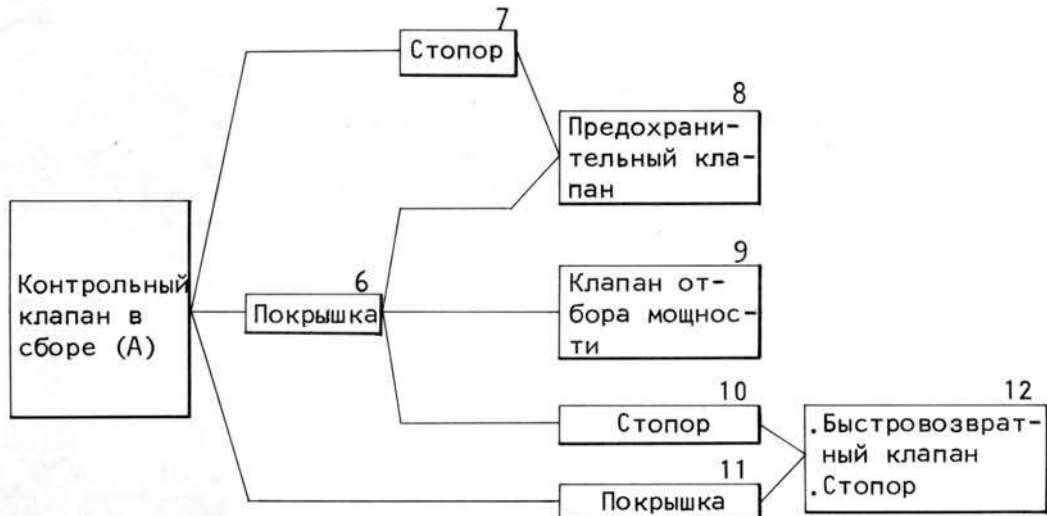 7
Стопор
8
Предохрани-
тельный кла-
пан
Контрольный
клапан в
сборе (А)
6
Покрышка
9
Клапан от-
бора мощнос-
ти
10
Стопор
11
Покрышка
12
.Быстровозврат-
ный клапан
.Стопор